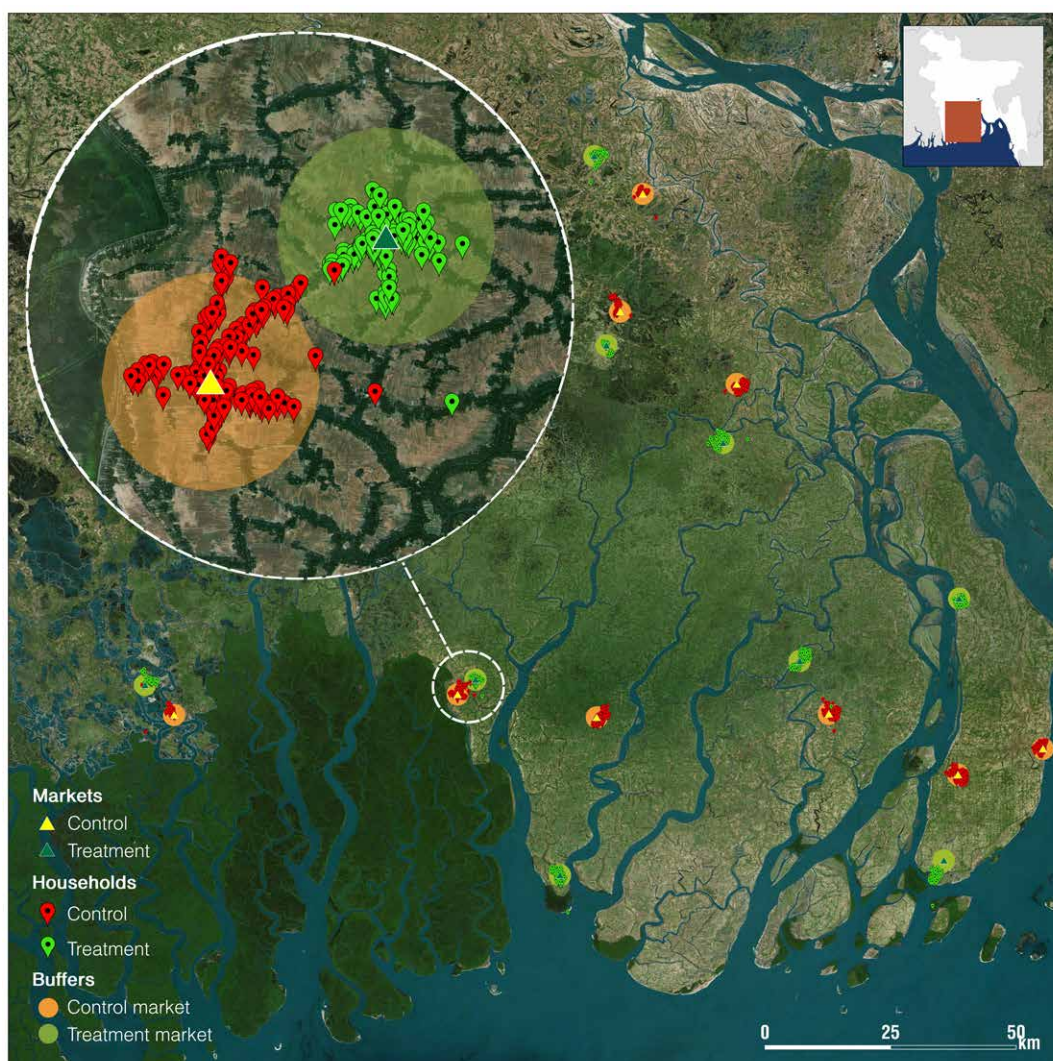 Markets
Control
Treatment
Households
Control
Treatment
Buffers
Control market
Treatment market
0 25 50
km